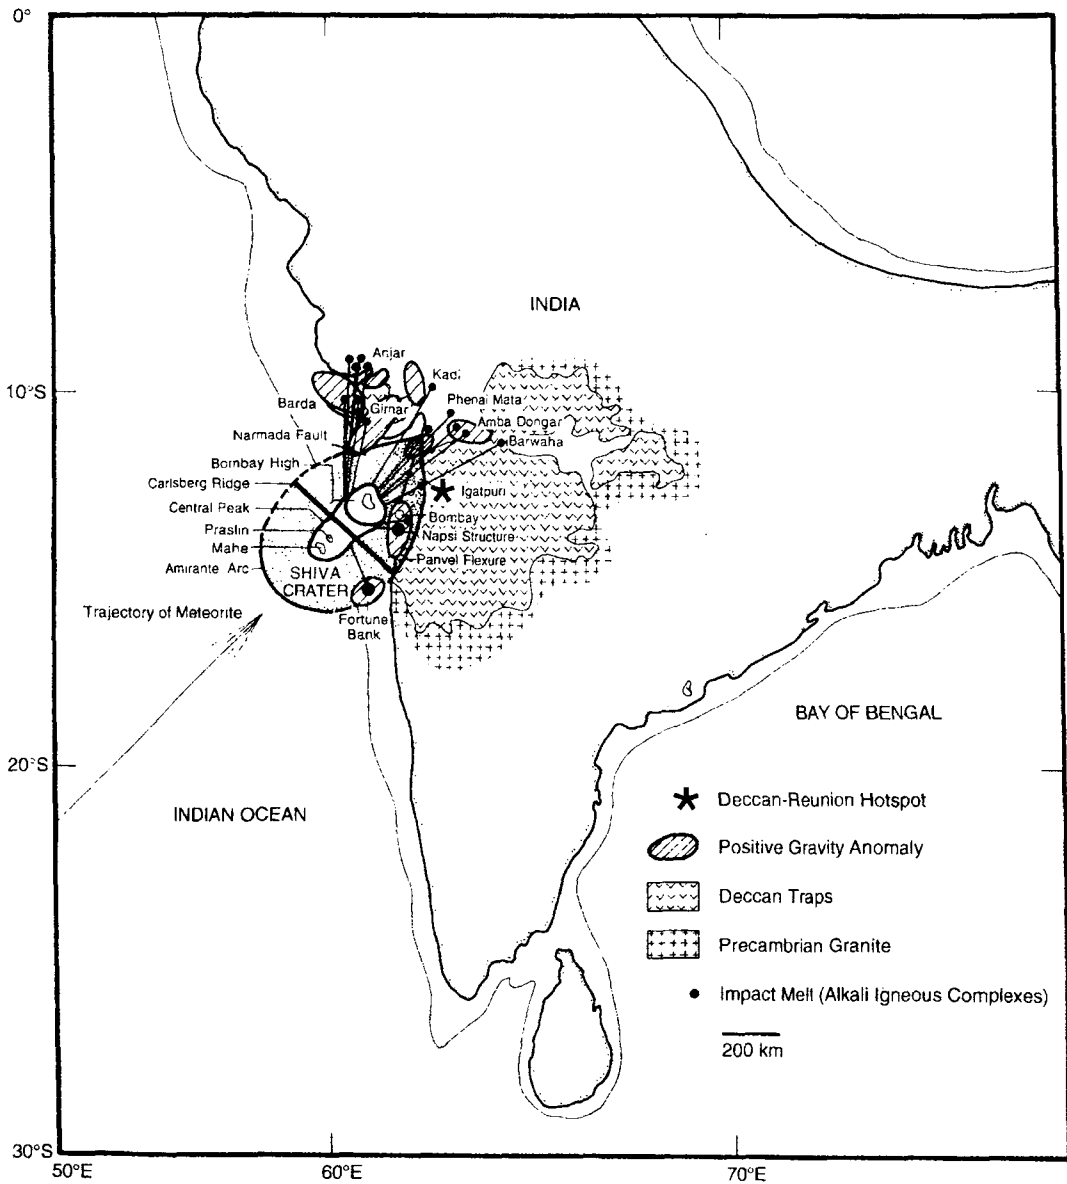 0°
INDIA
Anjar
Kadi
10°S
Barda
Girnar
Phenai Mata
Amba Dongar
Narmada Fault
Barwaha
Bombay High
Carlsberg Ridge
Igatpuri
Central Peak
Bombay
Praslin
Napsi Structure
Mahe
Panvel Flexure
Amirante Arc
SHIVA
CRATER
Trajectory of Meteorite
Fortune
Bank
BAY OF BENGAL
20°S
INDIAN OCEAN
Deccan-Reunion Hotspot
Positive Gravity Anomaly
Deccan Traps
Precambrian Granite
Impact Melt (Alkali Igneous Complexes)
200 km
30°S
50°E
60°E
70°E